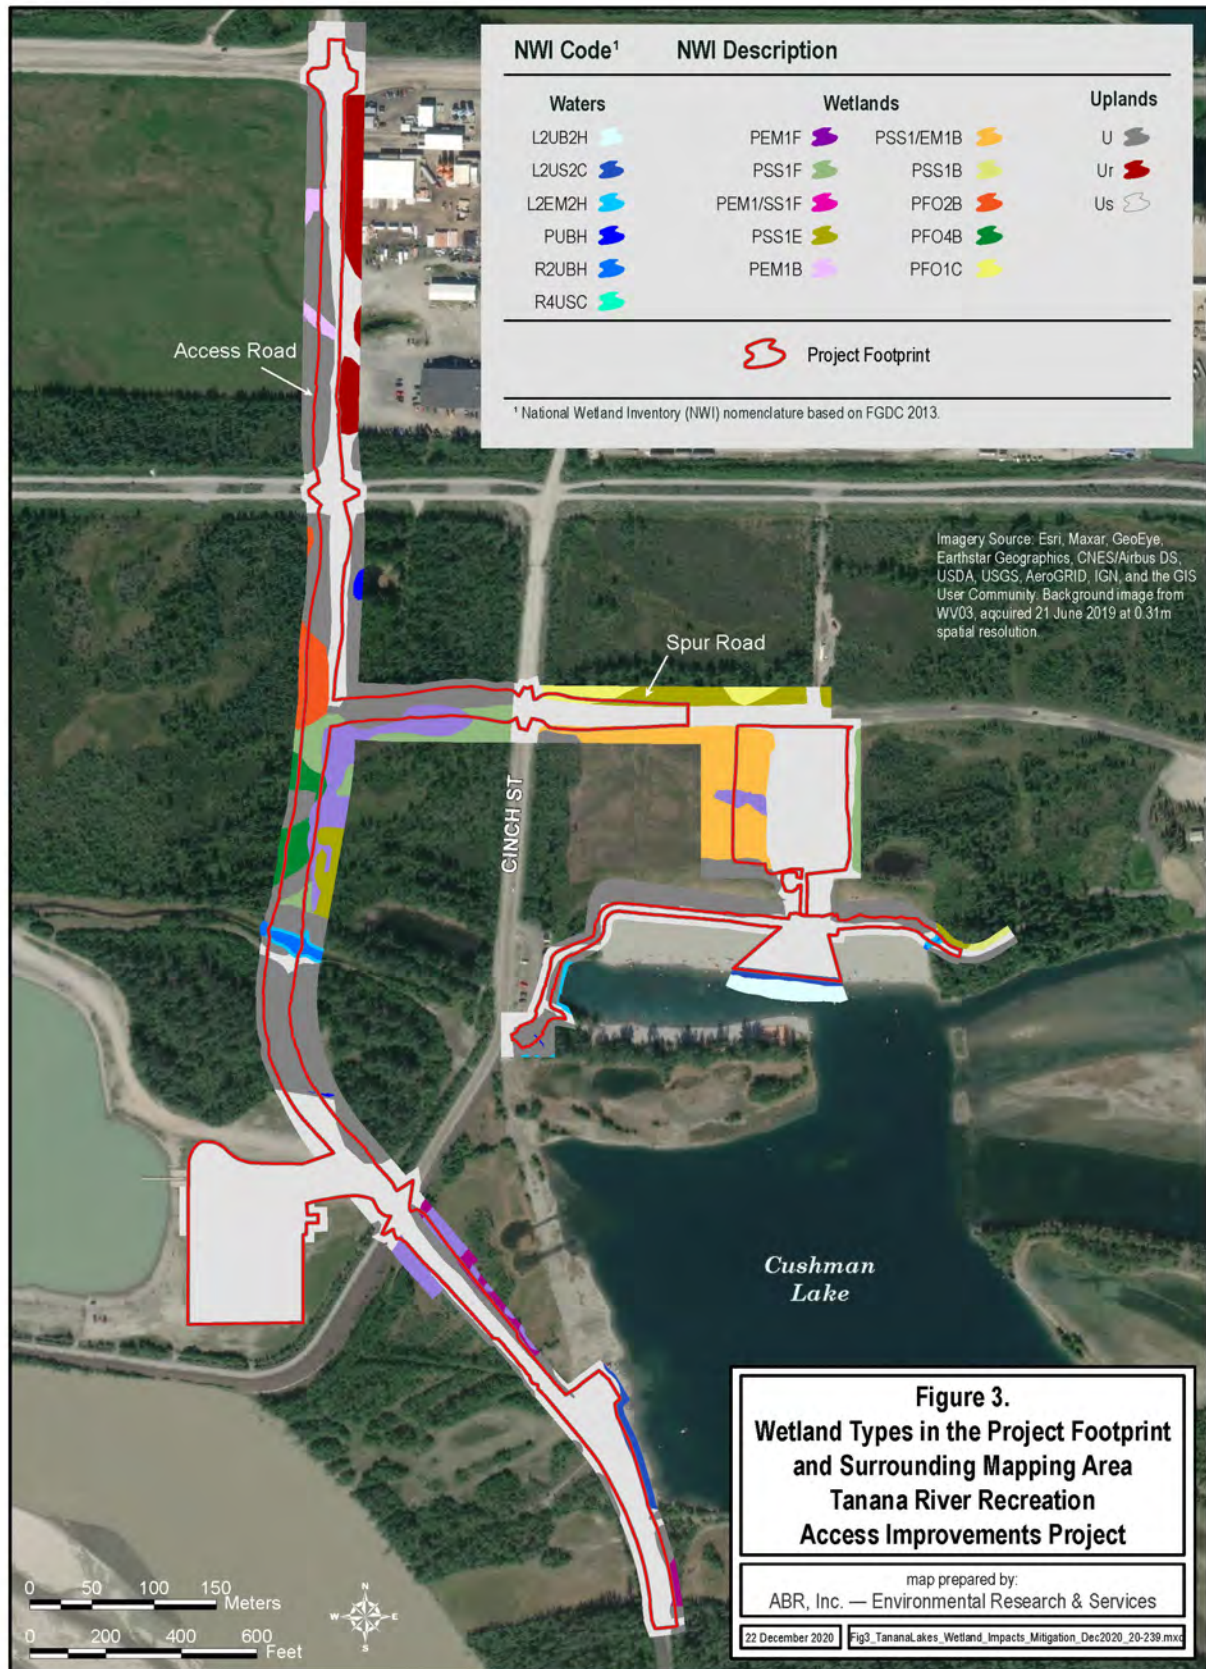 NWI Code¹ NWI Description
Waters
L2UB2H
L2US2C
L2EM2H
PUBH
R2UBH
R4USC
Wetlands
PEM1F
PSS1F
PEM1/SS1F
PSS1E
PEM1B
PSS1/EM1B
PSS1B
PFO2B
PFO4B
PFO1C
Uplands
U
Ur
Us
Project Footprint
¹ National Wetland Inventory (NWI) nomenclature based on FGDC 2013.
Access Road
Imagery Source: Esri, Maxar, GeoEye,
Earthstar Geographics, CNES/Airbus DS,
USDA, USGS, AeroGRID, IGN, and the GIS
User Community. Background image from
WV03, aqcuired 21 June 2019 at 0.31m
spatial resolution.
Spur Road
CINCH ST
Cushman
Lake
Figure 3.
Wetland Types in the Project Footprint
and Surrounding Mapping Area
Tanana River Recreation
Access Improvements Project
map prepared by:
ABR, Inc. — Environmental Research & Services
22 December 2020 Fig3_TananaLakes_Wetland_Impacts_Mitigation_Dec2020_20-239.mxd
0 50 100 150
Meters
0 200 400 600
Feet
N
W E
S